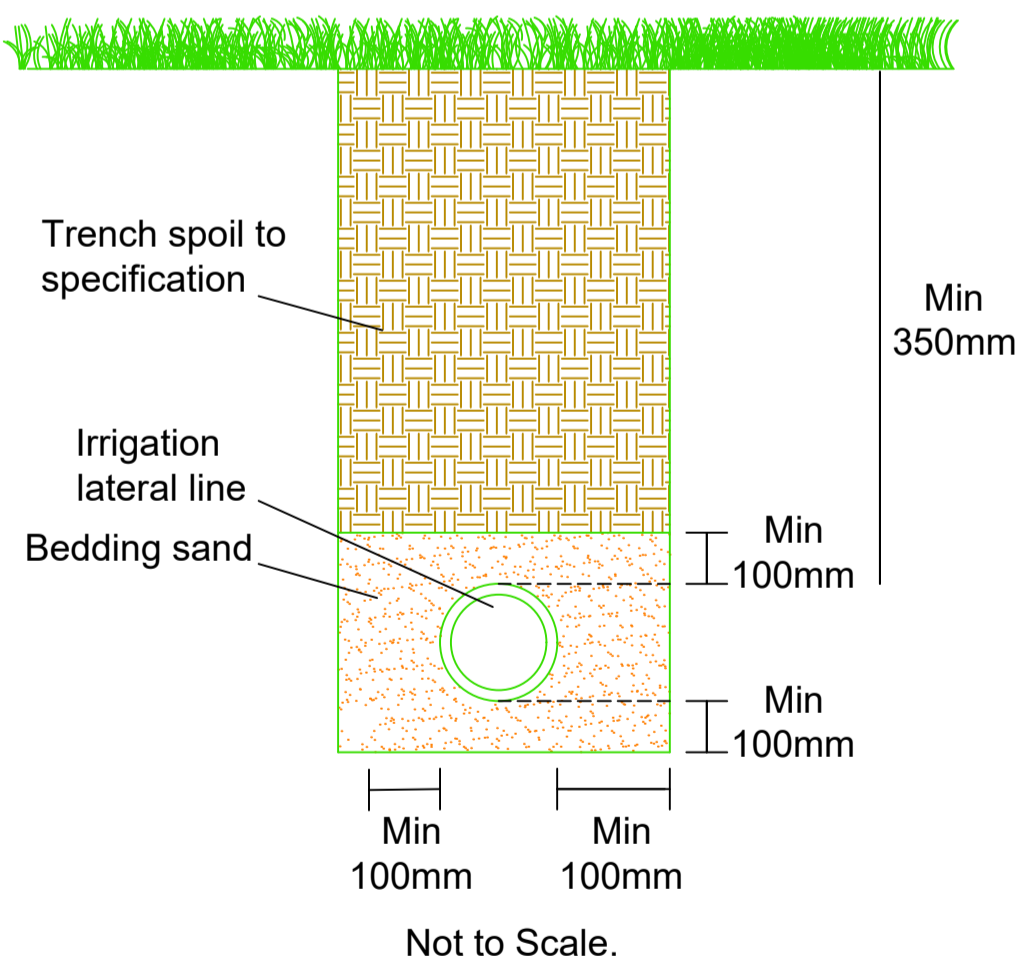 Trench spoil to
specification
Min
350mm
Irrigation
lateral line
Bedding sand
Min
100mm
Min
100mm
Min
100mm
Min
100mm
Not to Scale.